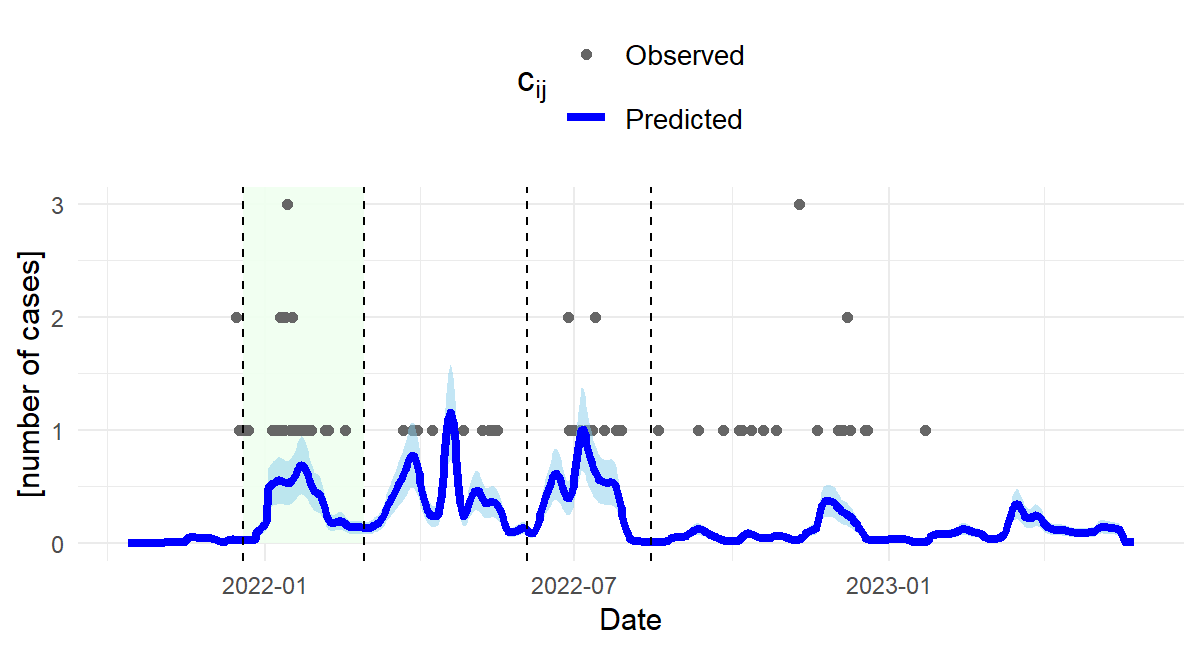 Observed
c_ij
Predicted
[number of cases]
3
2
1
0
2022-01
2022-07
2023-01
Date